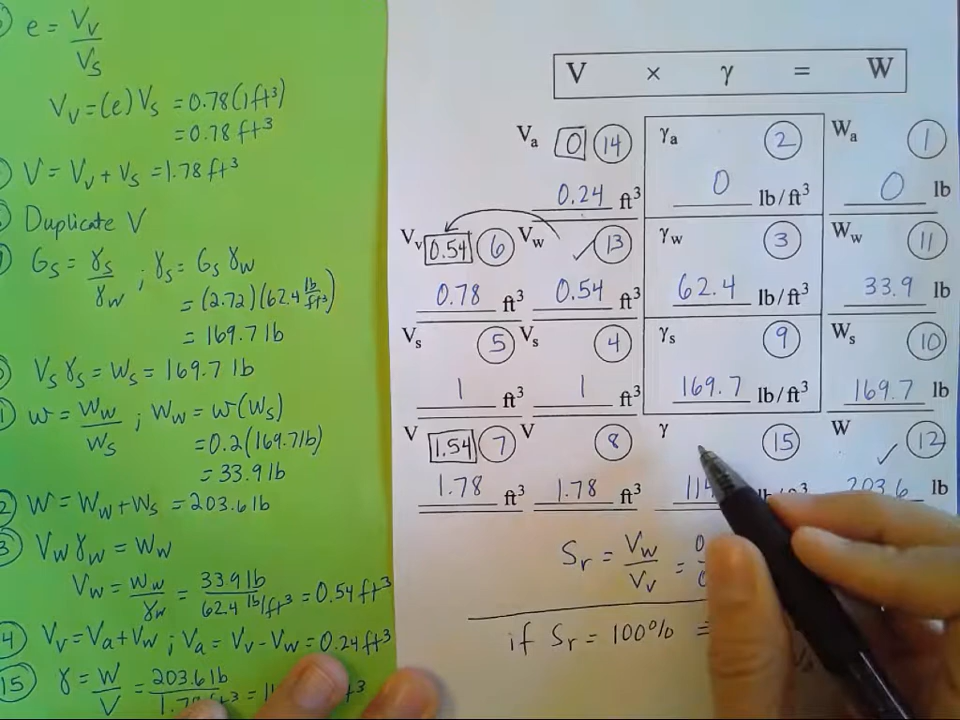 e = Vv/Vs
Vv = (e) Vs = 0.78(1ft³)
= 0.78 ft³
V = Vv + Vs = 1.78 ft³
Duplicate V
Gs = γs/γw ; γs = Gs γw
= (2.72)(62.4 lb/ft³)
= 169.7 lb
Vs γs = Ws = 169.7 lb
w = Ww/Ws ; Ww = w(Ws)
= 0.2(169.7lb)
= 33.9 lb
W = Ww + Ws = 203.6 lb
Vw γw = Ww
Vw = Ww/γw = 33.9 lb / 62.4 lb/ft³ = 0.54 ft³
Vv = Va + Vw ; Va = Vv - Vw = 0.24 ft³
15 γ = W/V = 203.6 lb
V × γ = W
Va 0 14 γa 2 Wa 1
0.24 ft³ 0 lb/ft³ 0 lb
Vv 0.54 6 Vw ✓ 13 γw 3 Ww 11
0.78 ft³ 0.54 ft³ 62.4 lb/ft³ 33.9 lb
Vs 5 Vs 4 γs 9 Ws 10
1 ft³ 1 ft³ 169.7 lb/ft³ 169.7 lb
V 1.54 7 V 8 γ 15 W ✓ 12
1.78 ft³ 1.78 ft³ 203.6 lb
Sr = Vw/Vv =
if Sr = 100% =